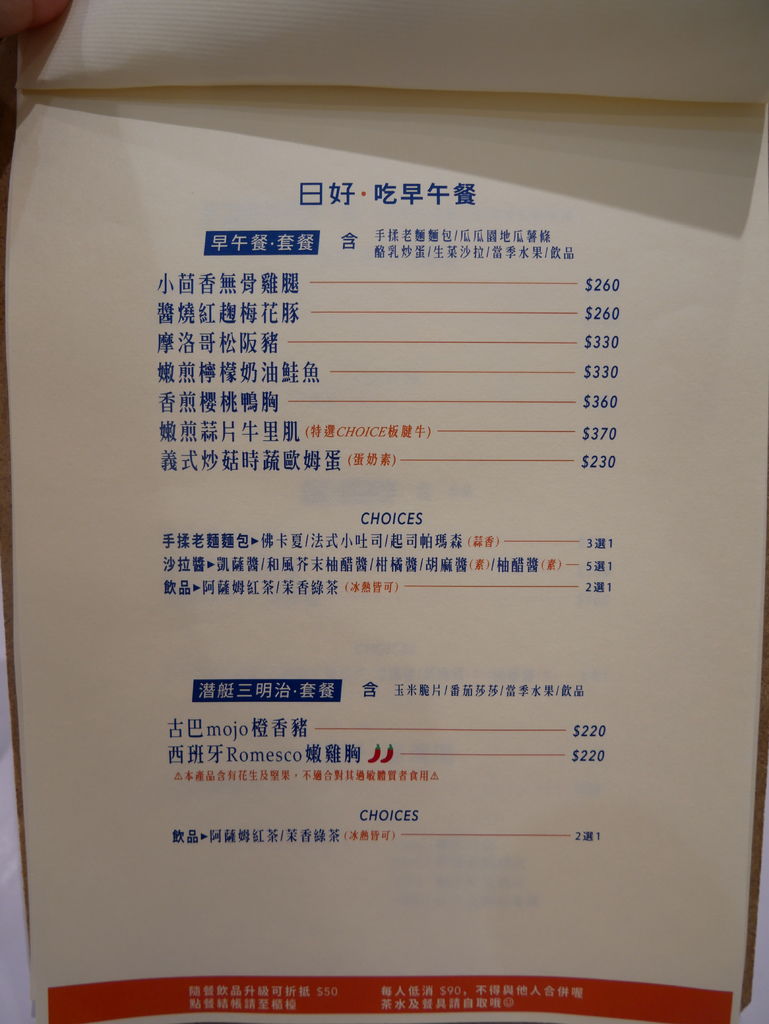 日好·吃早午餐
早午餐·套餐 含 手揉老麵麵包/瓜瓜園地瓜薯條
酪乳炒蛋/生菜沙拉/當季水果/飲品
小茴香無骨雞腿 $260
醬燒紅麴梅花豚 $260
摩洛哥松阪豬 $330
嫩煎檸檬奶油鮭魚 $330
香煎櫻桃鴨胸 $360
嫩煎蒜片牛里肌(特選CHOICE板腱牛) $370
義式炒菇時蔬歐姆蛋(蛋奶素) $230
CHOICES
手揉老麵麵包▶佛卡夏/法式小吐司/起司帕瑪森(蒜香) 3選1
沙拉醬▶凱薩醬/和風芥末柚醋醬/柑橘醬/胡麻醬(素)/柚醋醬(素) 5選1
飲品▶阿薩姆紅茶/茉香綠茶(冰熱皆可) 2選1
潛艇三明治·套餐 含 玉米脆片/番茄莎莎/當季水果/飲品
古巴mojo橙香豬 $220
西班牙Romesco嫩雞胸 $220
⚠本產品含有花生及堅果，不適合對其過敏體質者食用⚠
CHOICES
飲品▶阿薩姆紅茶/茉香綠茶(冰熱皆可) 2選1
隨餐飲品升級可折抵 $50 每人低消 $90, 不得與他人合併喔
點餐結帳請至櫃檯 茶水及餐具請自取哦☺